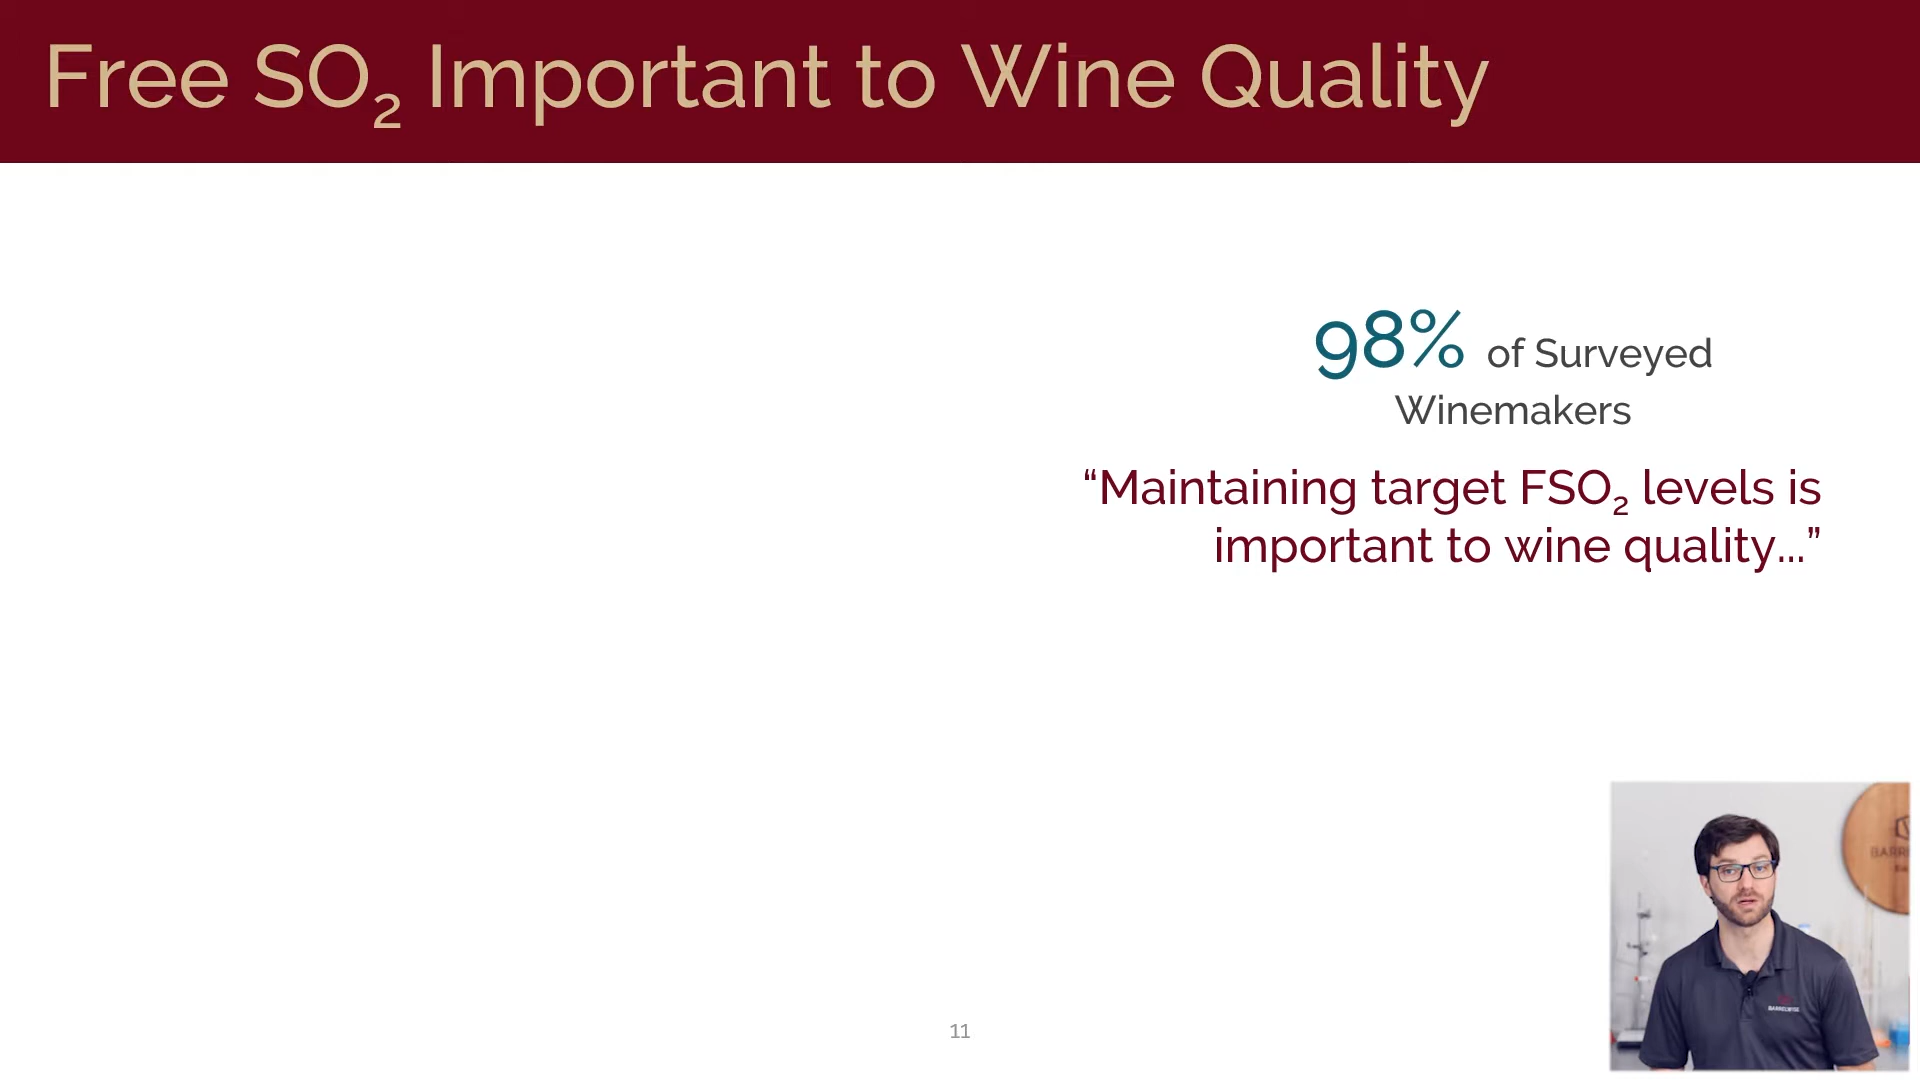 Free SO₂ Important to Wine Quality
98% of Surveyed
Winemakers
“Maintaining target FSO₂ levels is
important to wine quality...”
BARRELWISE
11